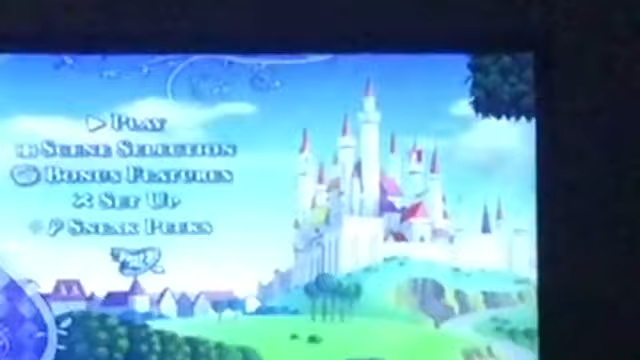 Play
Scene Selection
Bonus Features
Set Up
Sneak Peeks